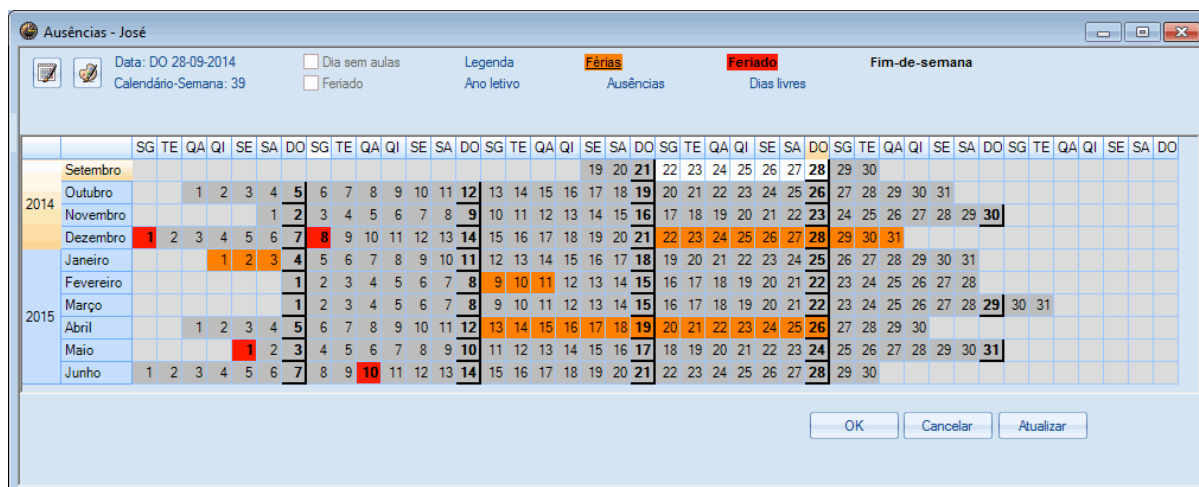 Ausências - José
Data: DO 28-09-2014 Dia sem aulas Legenda Férias Feriado Fim-de-semana
Calendário-Semana: 39 Feriado Ano letivo Ausências Dias livres
SG TE QA QI SE SA DO SG TE QA QI SE SA DO SG TE QA QI SE SA DO SG TE QA QI SE SA DO SG TE QA QI SE SA DO SG TE QA QI SE SA DO
Setembro 19 20 21 22 23 24 25 26 27 28 29 30
2014 Outubro 1 2 3 4 5 6 7 8 9 10 11 12 13 14 15 16 17 18 19 20 21 22 23 24 25 26 27 28 29 30 31
Novembro 1 2 3 4 5 6 7 8 9 10 11 12 13 14 15 16 17 18 19 20 21 22 23 24 25 26 27 28 29 30
Dezembro 1 2 3 4 5 6 7 8 9 10 11 12 13 14 15 16 17 18 19 20 21 22 23 24 25 26 27 28 29 30 31
Janeiro 1 2 3 4 5 6 7 8 9 10 11 12 13 14 15 16 17 18 19 20 21 22 23 24 25 26 27 28 29 30 31
Fevereiro 1 2 3 4 5 6 7 8 9 10 11 12 13 14 15 16 17 18 19 20 21 22 23 24 25 26 27 28
2015 Março 1 2 3 4 5 6 7 8 9 10 11 12 13 14 15 16 17 18 19 20 21 22 23 24 25 26 27 28 29 30 31
Abril 1 2 3 4 5 6 7 8 9 10 11 12 13 14 15 16 17 18 19 20 21 22 23 24 25 26 27 28 29 30
Maio 1 2 3 4 5 6 7 8 9 10 11 12 13 14 15 16 17 18 19 20 21 22 23 24 25 26 27 28 29 30 31
Junho 1 2 3 4 5 6 7 8 9 10 11 12 13 14 15 16 17 18 19 20 21 22 23 24 25 26 27 28 29 30
OK Cancelar Atualizar